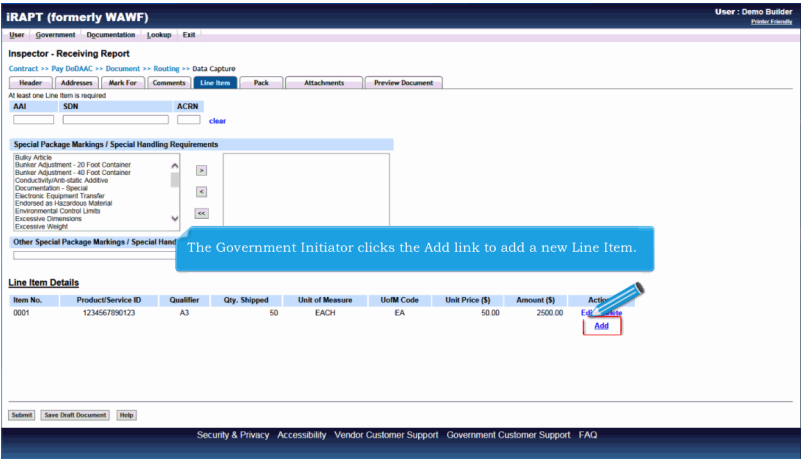 iRAPT (formerly WAWF)
User : Demo Builder
Printer Friendly
User Government Documentation Lookup Exit
Inspector - Receiving Report
Contract >> Pay DoDAAC >> Document >> Routing >> Data Capture
Header Addresses Mark For Comments Line Item Pack Attachments Preview Document
At least one Line Item is required
AAI SDN ACRN
clear
Special Package Markings / Special Handling Requirements
Bulky Article
Bunker Adjustment - 20 Foot Container
Bunker Adjustment - 40 Foot Container
Conductivity/Anti-static Additive
Documentation - Special
Electronic Equipment Transfer
Endorsed as Hazardous Material
Environmental Control Limits
Excessive Dimensions
Excessive Weight
>
<
<<
Other Special Package Markings / Special Hand
The Government Initiator clicks the Add link to add a new Line Item.
Line Item Details
Item No. Product/Service ID Qualifier Qty. Shipped Unit of Measure UofM Code Unit Price ($) Amount ($)
0001 1234567890123 A3 50 EACH EA 50.00 2500.00
Add
Submit Save Draft Document Help
Security & Privacy Accessibility Vendor Customer Support Government Customer Support FAQ